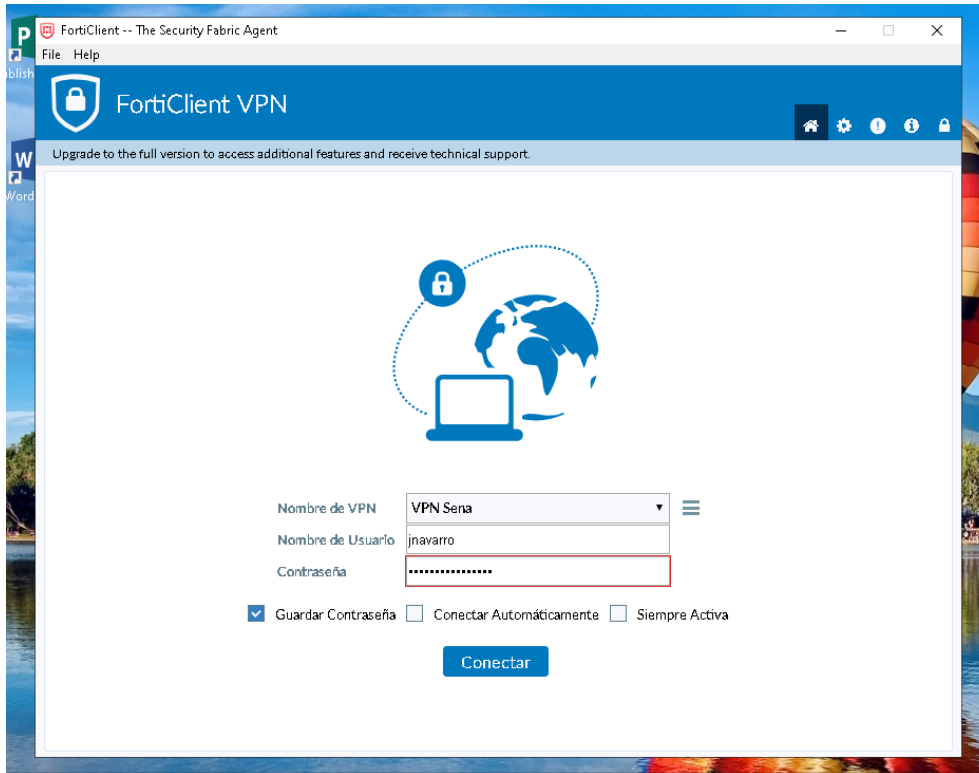 P
ublish
W
Word
FortiClient -- The Security Fabric Agent
File Help
FortiClient VPN
Upgrade to the full version to access additional features and receive technical support.
Nombre de VPN VPN Sena
Nombre de Usuario jnavarro
Contraseña ••••••••••••••••
Guardar Contraseña Conectar Automáticamente Siempre Activa
Conectar